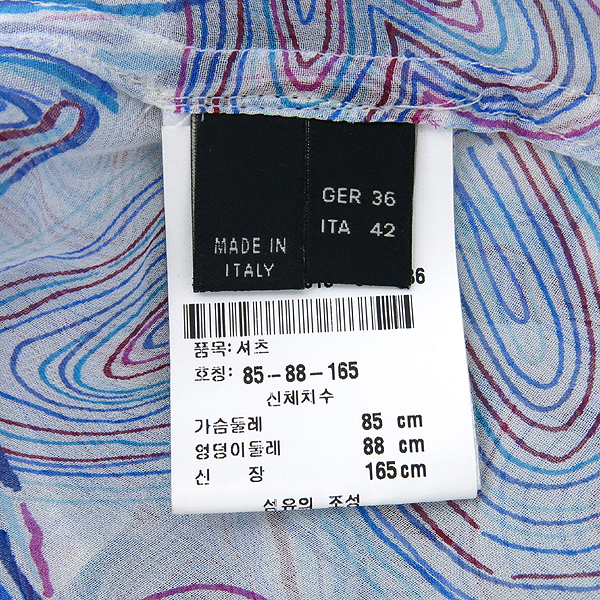 MADE IN
ITALY
GER 36
ITA 42
품목: 셔츠
호칭: 85-88-165
신체치수
가슴둘레 85 cm
엉덩이둘레 88 cm
신 장 165cm
섬유의 조성